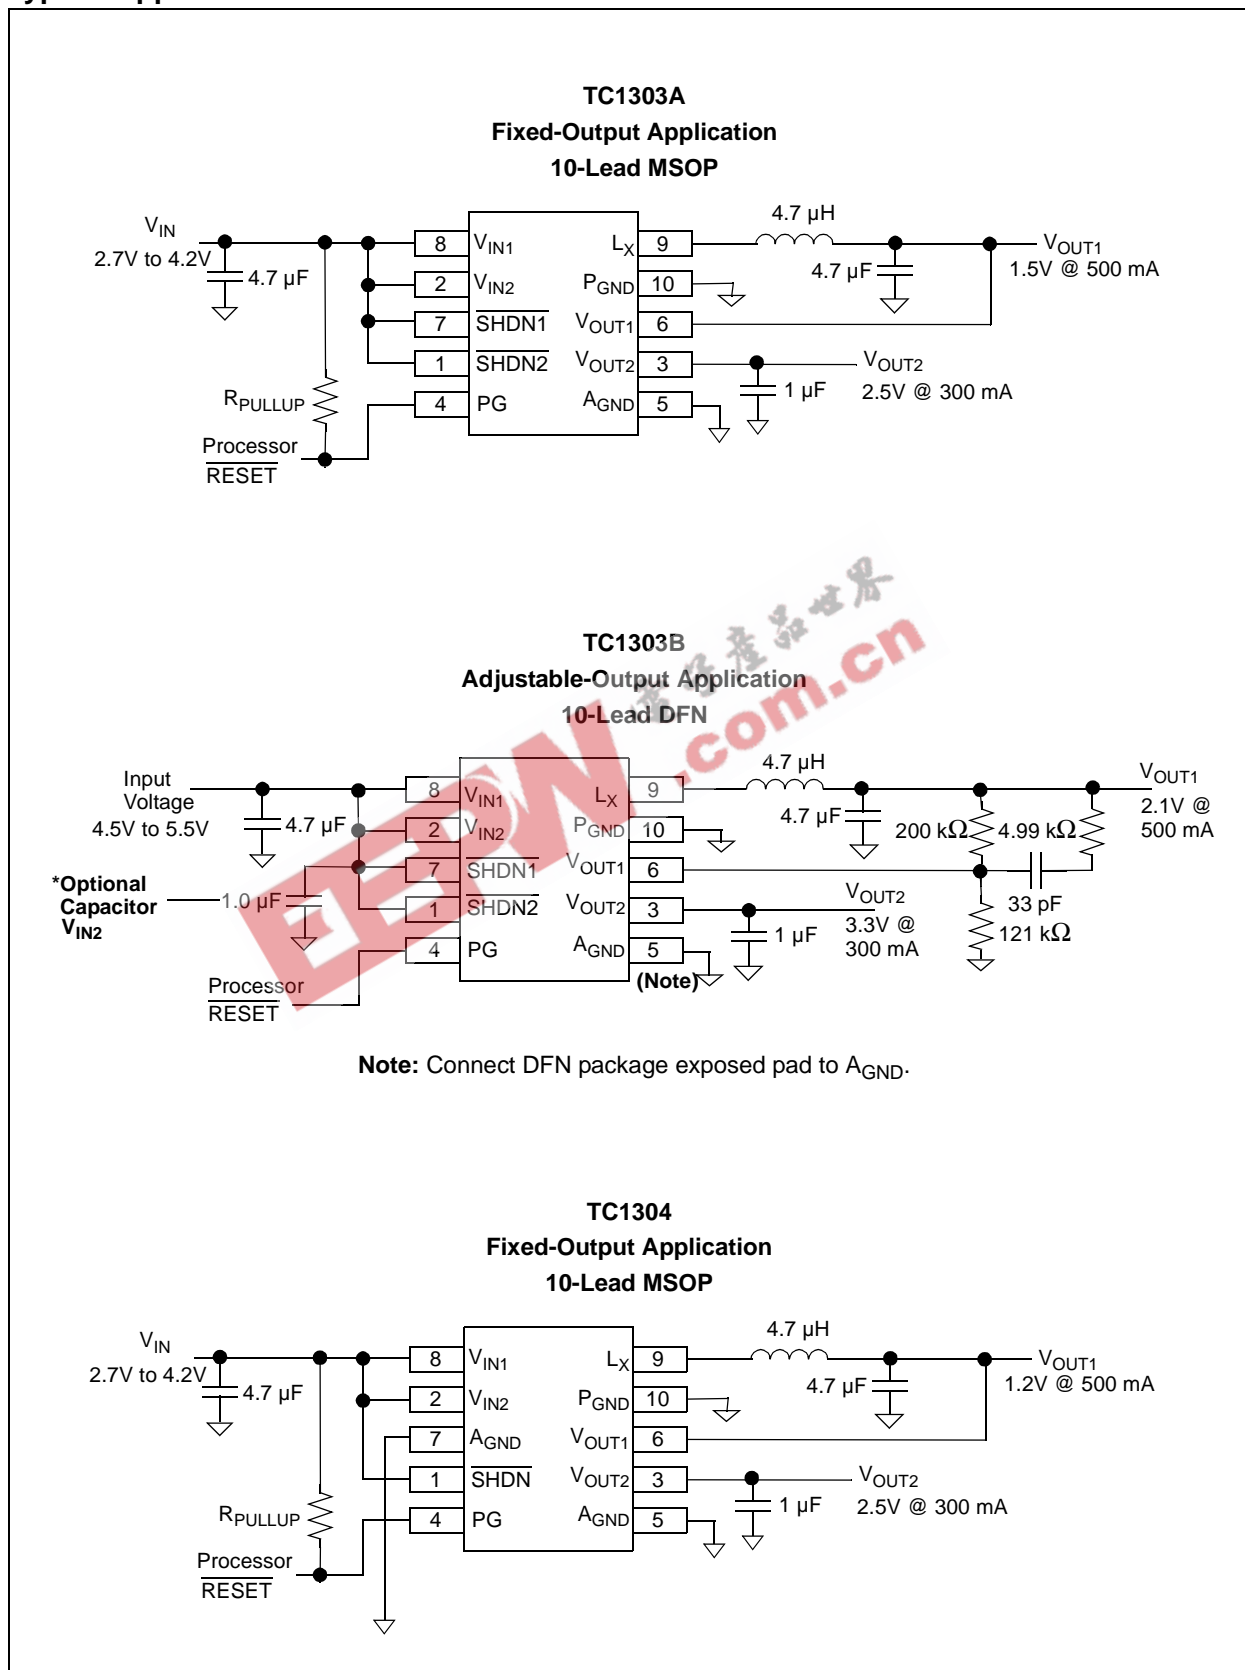 TC1303A
Fixed-Output Application
10-Lead MSOP
VIN
2.7V to 4.2V
4.7 µF
RPULLUP
Processor
RESET
8 VIN1
2 VIN2
7 SHDN1
1 SHDN2
4 PG
LX 9
PGND 10
VOUT1 6
VOUT2 3
AGND 5
4.7 µH
4.7 µF
VOUT1
1.5V @ 500 mA
1 µF
VOUT2
2.5V @ 300 mA
TC1303B
Adjustable-Output Application
10-Lead DFN
Input
Voltage
4.5V to 5.5V
4.7 µF
*Optional
Capacitor
VIN2
1.0 µF
Processor
RESET
8 VIN1
2 VIN2
7 SHDN1
1 SHDN2
4 PG
LX 9
PGND 10
VOUT1 6
VOUT2 3
AGND 5
(Note)
4.7 µH
4.7 µF
200 kΩ
4.99 kΩ
33 pF
121 kΩ
VOUT1
2.1V @
500 mA
1 µF
VOUT2
3.3V @
300 mA
Note: Connect DFN package exposed pad to AGND.
EEPW.com.cn
電子產品世界
TC1304
Fixed-Output Application
10-Lead MSOP
VIN
2.7V to 4.2V
4.7 µF
RPULLUP
Processor
RESET
8 VIN1
2 VIN2
7 AGND
1 SHDN
4 PG
LX 9
PGND 10
VOUT1 6
VOUT2 3
AGND 5
4.7 µH
4.7 µF
VOUT1
1.2V @ 500 mA
1 µF
VOUT2
2.5V @ 300 mA